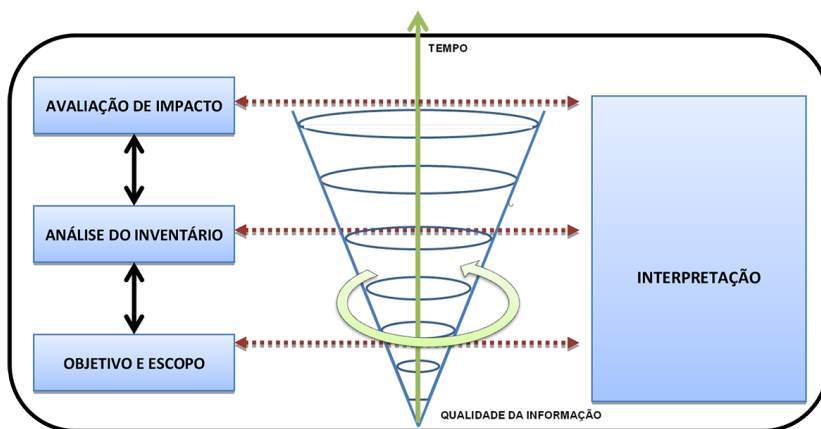 TEMPO
AVALIAÇÃO DE IMPACTO
ANÁLISE DO INVENTÁRIO
INTERPRETAÇÃO
OBJETIVO E ESCOPO
QUALIDADE DA INFORMAÇÃO